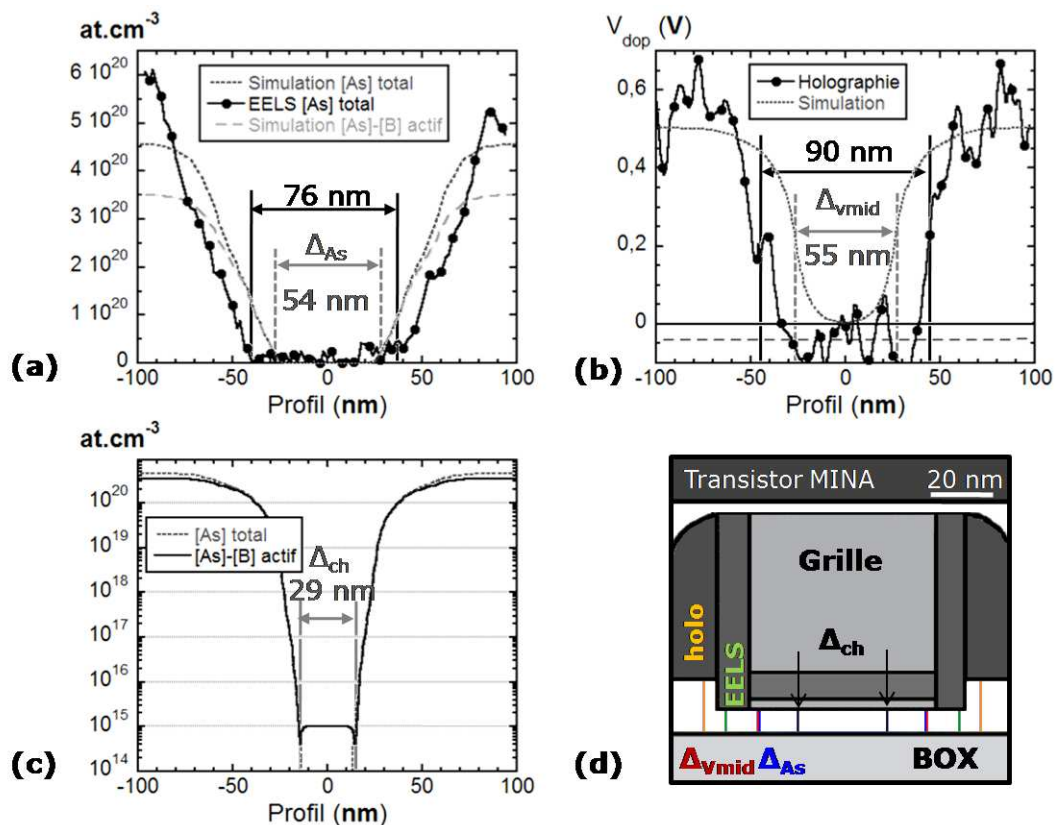 at.cm-3
6 10^20
5 10^20
4 10^20
3 10^20
2 10^20
1 10^20
0
Simulation [As] total
EELS [As] total
Simulation [As]-[B] actif
76 nm
ΔAs
54 nm
-100 -50 0 50 100
Profil (nm)
(a)
Vdop (V)
0,6
0,4
0,2
0
Holographie
Simulation
90 nm
Δvmid
55 nm
-100 -50 0 50 100
Profil (nm)
(b)
at.cm-3
10^20
10^19
10^18
10^17
10^16
10^15
10^14
[As] total
[As]-[B] actif
Δch
29 nm
-100 -50 0 50 100
Profil (nm)
(c)
Transistor MINA 20 nm
Grille
holo
EELS
Δch
ΔVmid ΔAs BOX
(d)